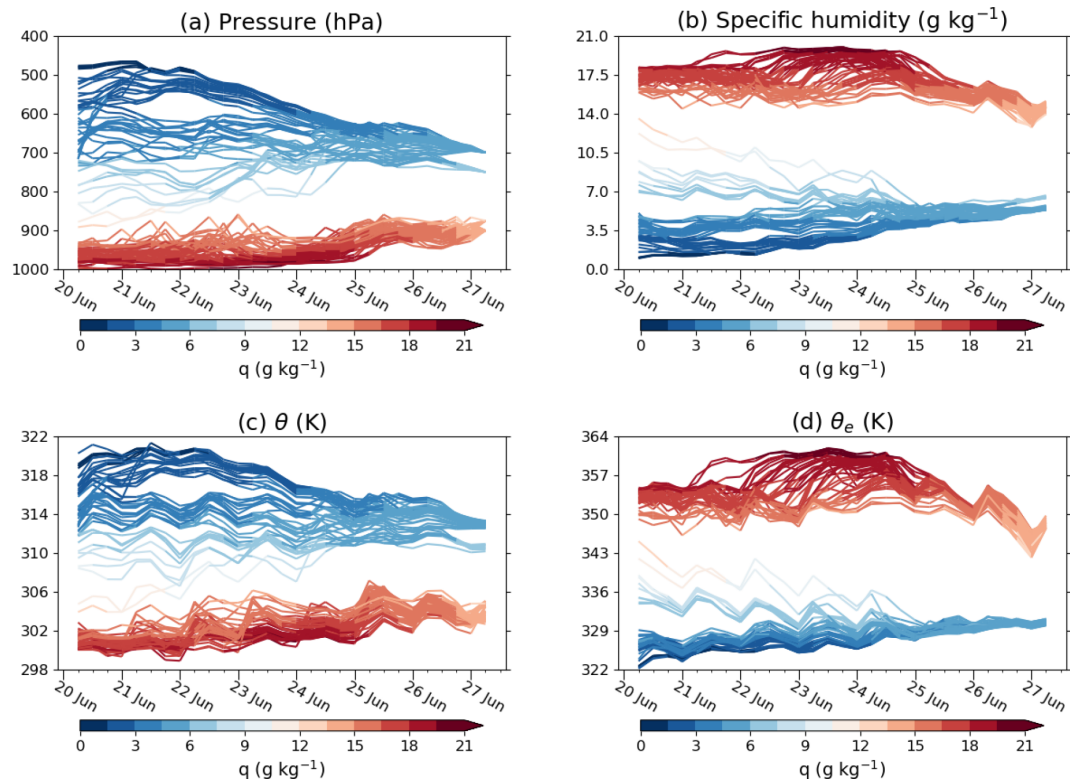 (a) Pressure (hPa)
400
500
600
700
800
900
1000
20 Jun
21 Jun
22 Jun
23 Jun
24 Jun
25 Jun
26 Jun
27 Jun
0 3 6 9 12 15 18 21
q (g kg⁻¹)
(b) Specific humidity (g kg⁻¹)
21.0
17.5
14.0
10.5
7.0
3.5
0.0
20 Jun
21 Jun
22 Jun
23 Jun
24 Jun
25 Jun
26 Jun
27 Jun
0 3 6 9 12 15 18 21
q (g kg⁻¹)
(c) θ (K)
322
318
314
310
306
302
298
20 Jun
21 Jun
22 Jun
23 Jun
24 Jun
25 Jun
26 Jun
27 Jun
0 3 6 9 12 15 18 21
q (g kg⁻¹)
(d) θₑ (K)
364
357
350
343
336
329
322
20 Jun
21 Jun
22 Jun
23 Jun
24 Jun
25 Jun
26 Jun
27 Jun
0 3 6 9 12 15 18 21
q (g kg⁻¹)